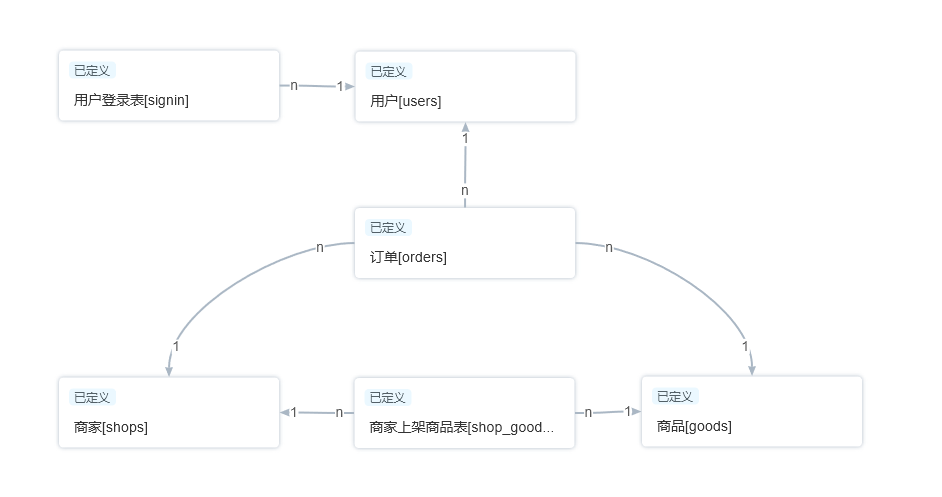 已定义
用户登录表[signin]
n
1
已定义
用户[users]
1
n
已定义
订单[orders]
n
n
1
1
已定义
商家[shops]
1
n
已定义
商家上架商品表[shop_good...
n
1
已定义
商品[goods]